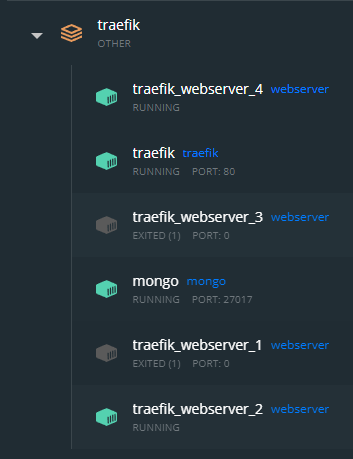 traefik
OTHER
traefik_webserver_4 webserver
RUNNING
traefik traefik
RUNNING PORT: 80
traefik_webserver_3 webserver
EXITED (1) PORT: 0
mongo mongo
RUNNING PORT: 27017
traefik_webserver_1 webserver
EXITED (1) PORT: 0
traefik_webserver_2 webserver
RUNNING